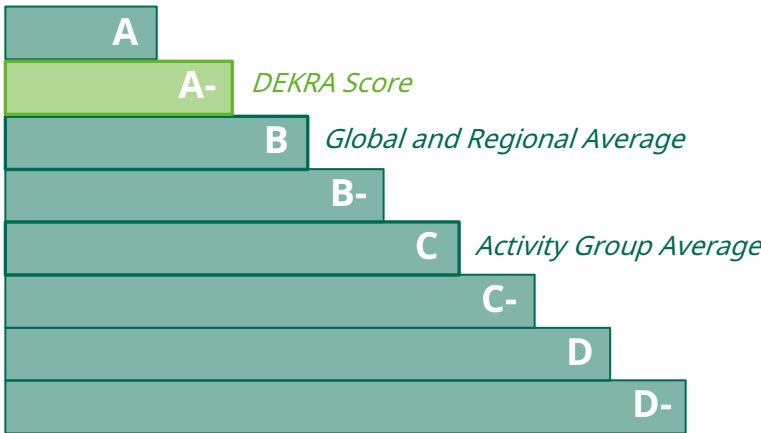 A
A- DEKRA Score
B Global and Regional Average
B-
C Activity Group Average
C-
D
D-